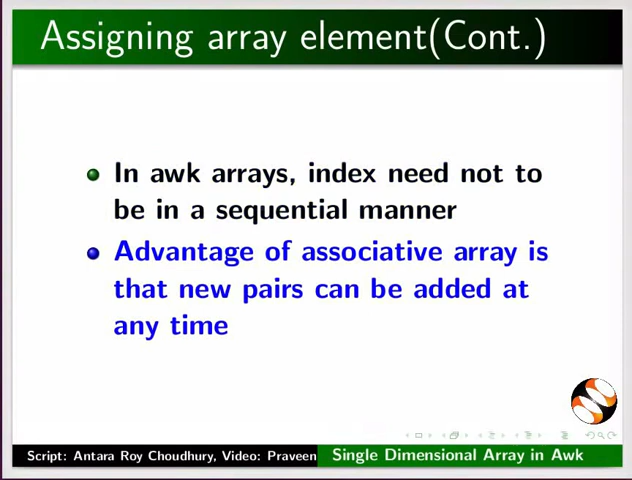 Assigning array element(Cont.)
In awk arrays, index need not to
be in a sequential manner
Advantage of associative array is
that new pairs can be added at
any time
Script: Antara Roy Choudhury, Video: Praveen
Single Dimensional Array in Awk